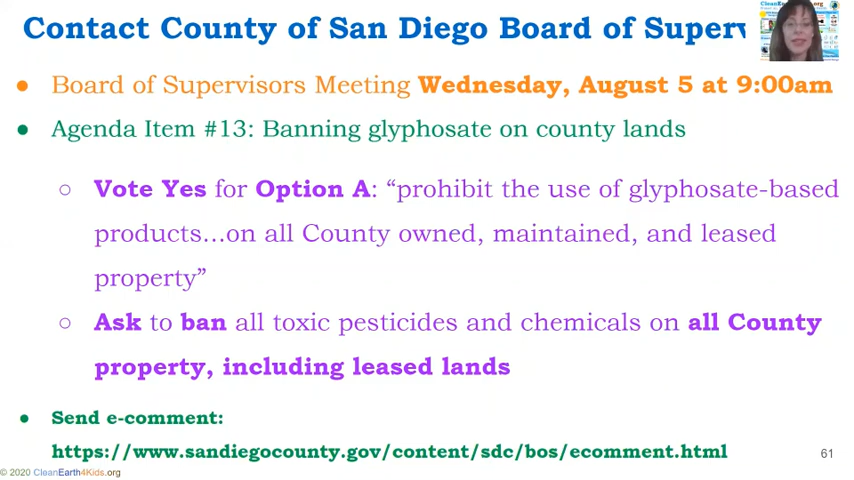 Contact County of San Diego Board of Superv
● Board of Supervisors Meeting Wednesday, August 5 at 9:00am
● Agenda Item #13: Banning glyphosate on county lands
○ Vote Yes for Option A: “prohibit the use of glyphosate-based
products...on all County owned, maintained, and leased
property”
○ Ask to ban all toxic pesticides and chemicals on all County
property, including leased lands
● Send e-comment:
https://www.sandiegocounty.gov/content/sdc/bos/ecomment.html
61
© 2020 CleanEarth4Kids.org